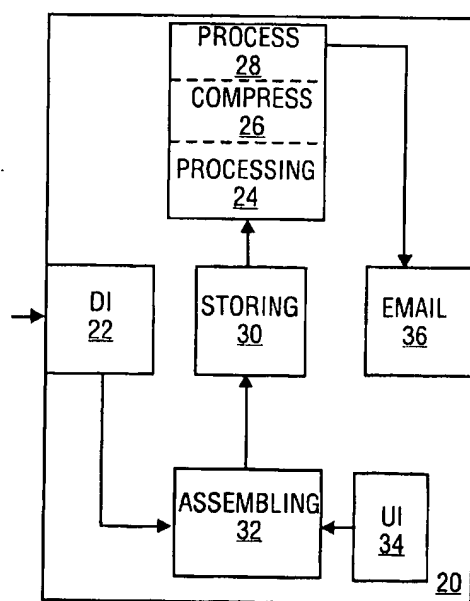 PROCESS
28
COMPRESS
26
PROCESSING
24
DI
22
STORING
30
EMAIL
36
ASSEMBLING
32
UI
34
20